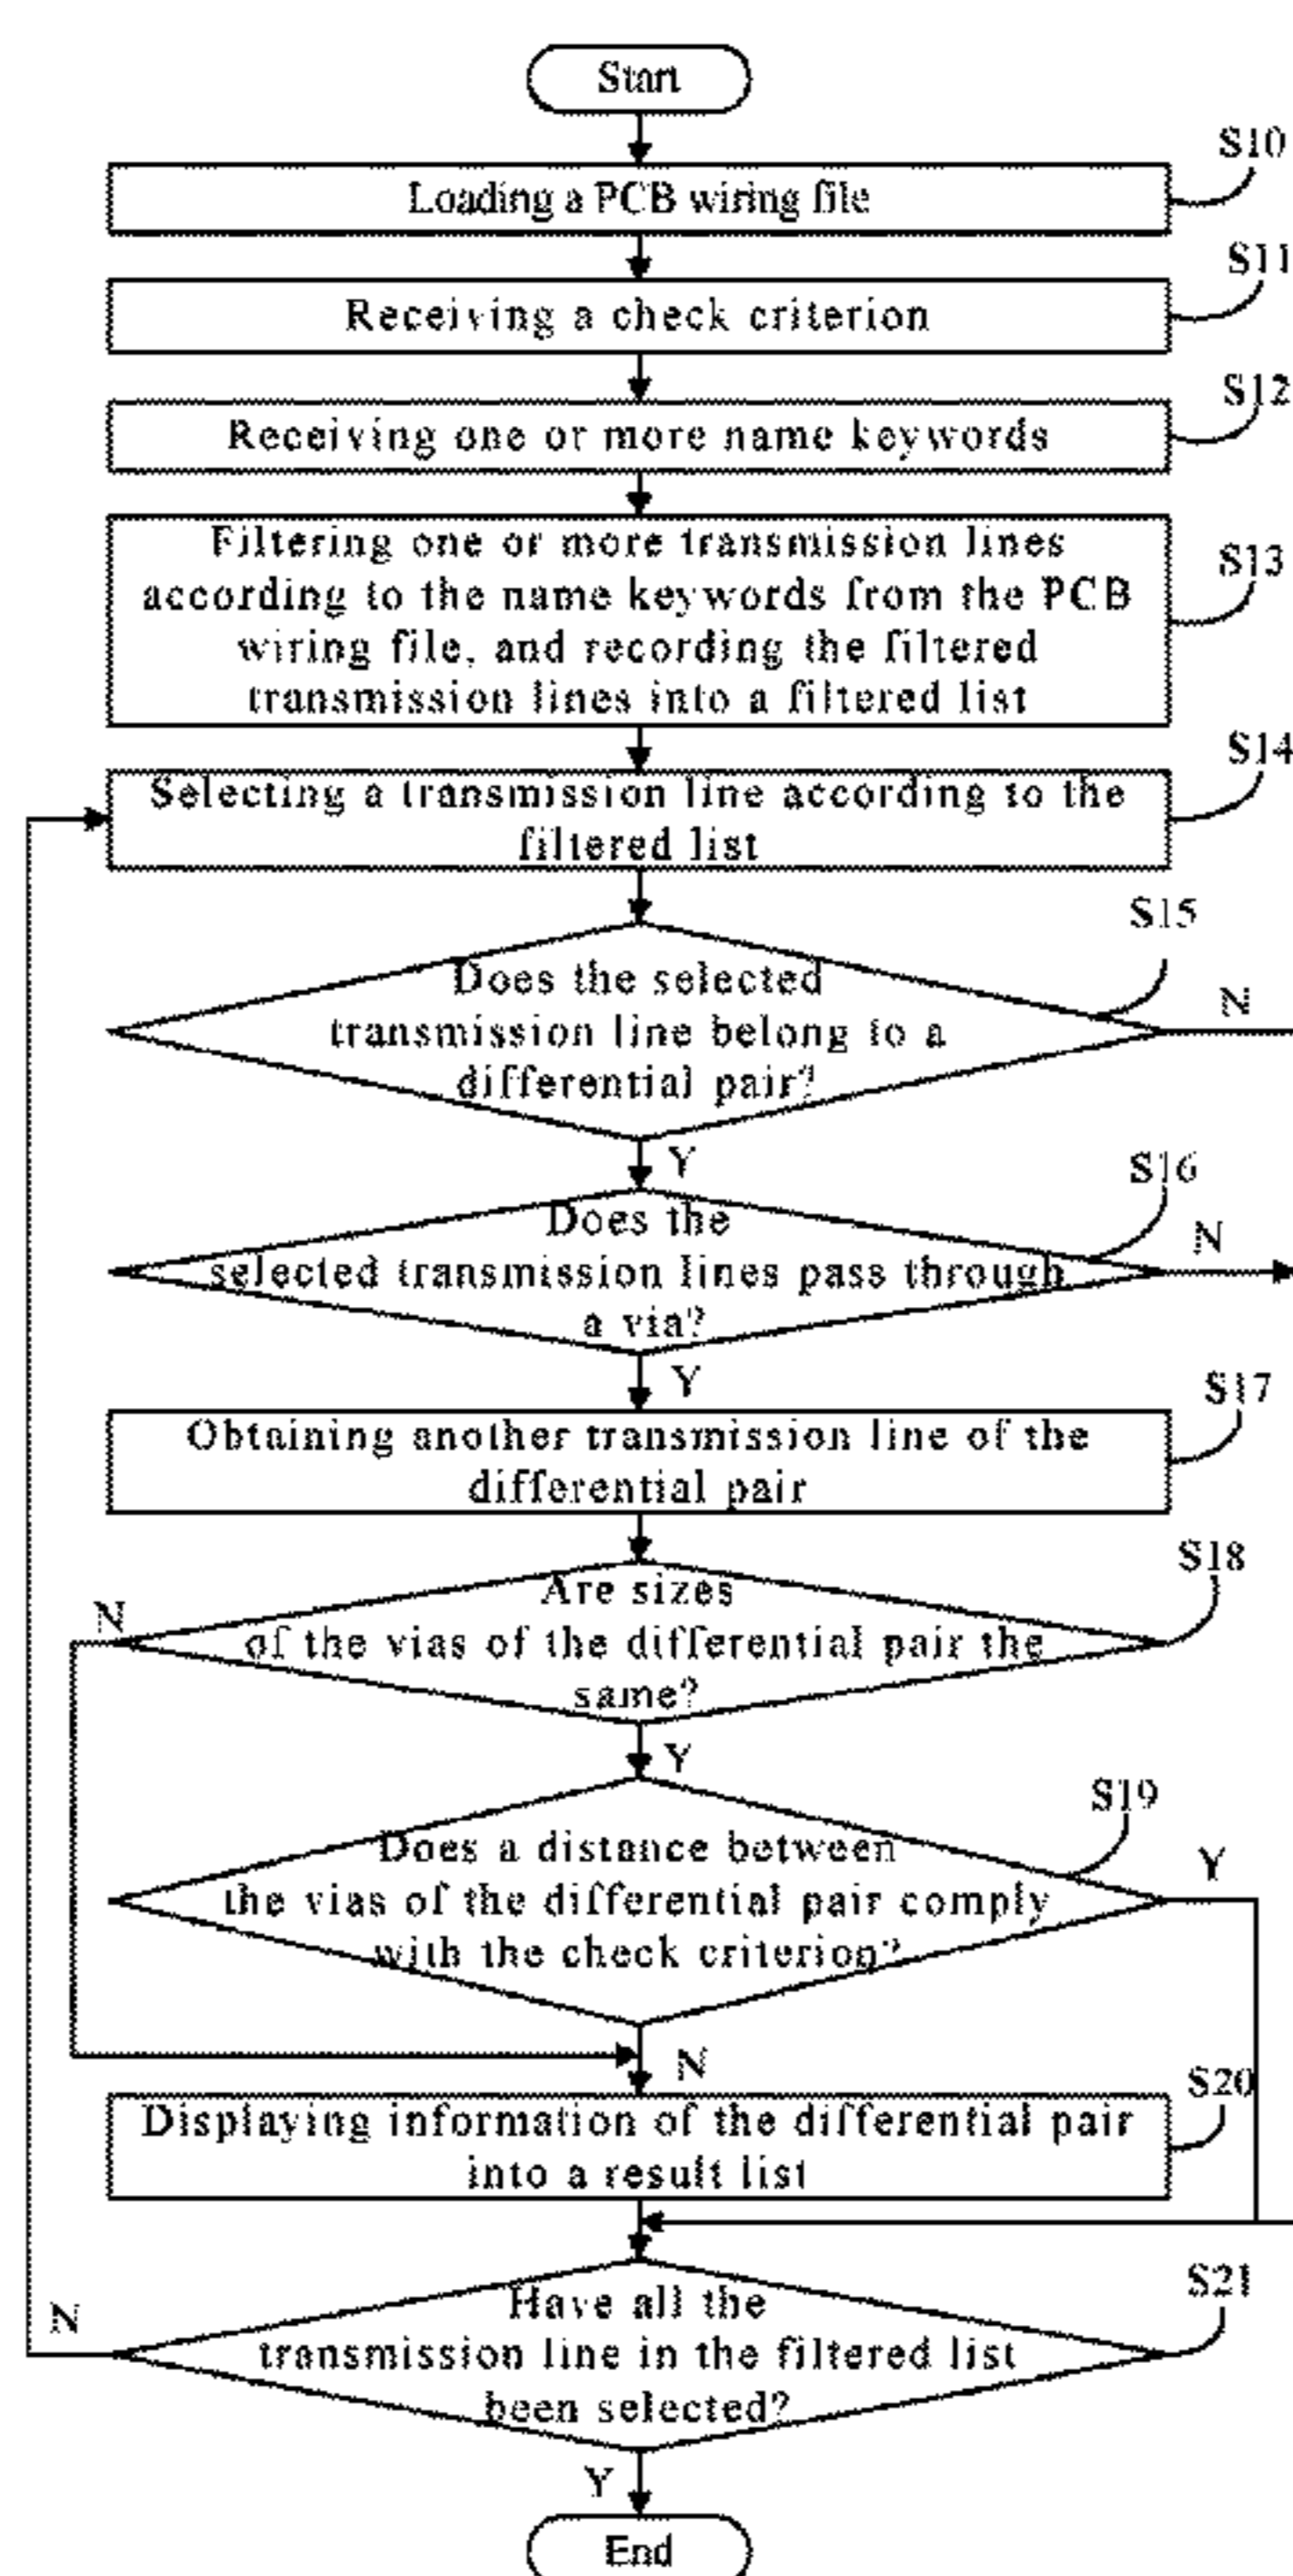 Start
S10
Loading a PCB wiring file
S11
Receiving a check criterion
S12
Receiving one or more name keywords
Filtering one or more transmission lines
S13
according to the name keywords from the PCB
wiring file, and recording the filtered
transmission lines into a filtered list
S14
Selecting a transmission line according to the
filtered list
S15
Does the selected
N
transmission line belong to a
differential pair?
Y
S16
Does the
N
selected transmission lines pass through
a via?
Y
S17
Obtaining another transmission line of the
differential pair
S18
Are sizes
N
of the vias of the differential pair the
same?
Y
S19
Does a distance between
Y
the vias of the differential pair comply
with the check criterion?
N
S20
Displaying information of the differential pair
into a result list
S21
Have all the
N
transmission line in the filtered list
been selected?
Y
End